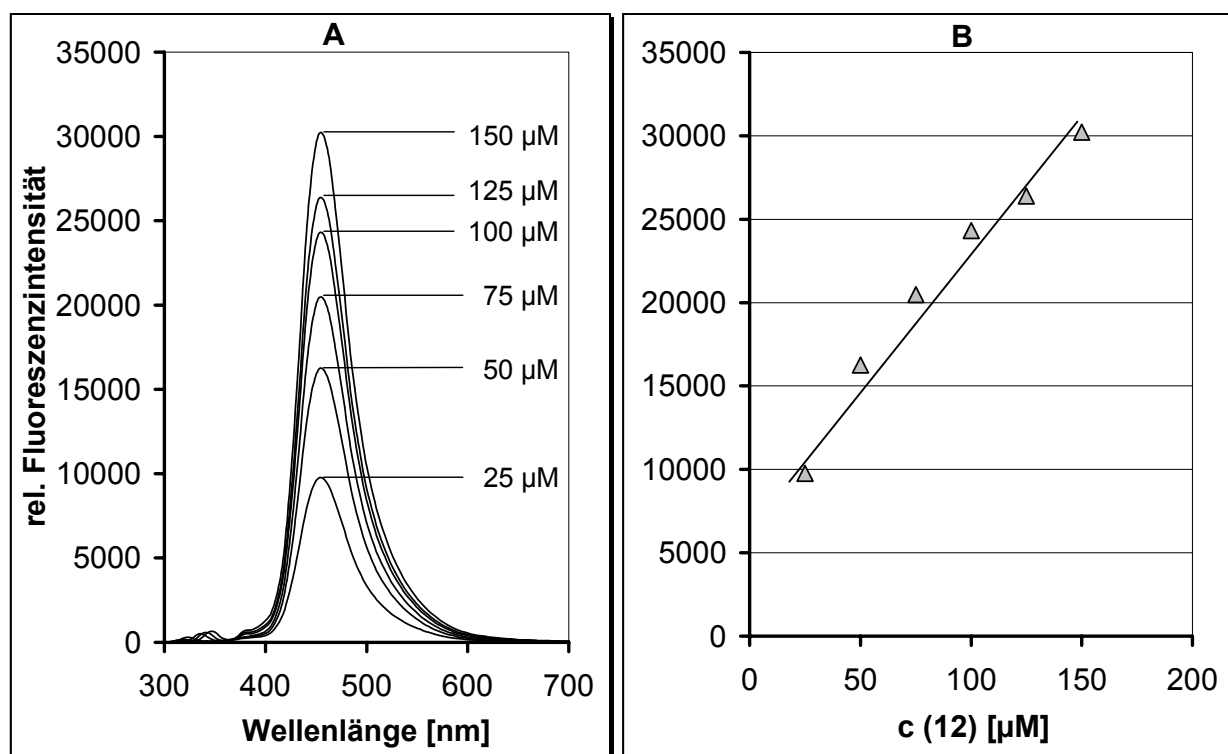 A
rel. Fluoreszenzintensität
35000
30000
25000
20000
15000
10000
5000
0
150 µM
125 µM
100 µM
75 µM
50 µM
25 µM
300 400 500 600 700
Wellenlänge [nm]
B
35000
30000
25000
20000
15000
10000
5000
0
0 50 100 150 200
c (12) [µM]